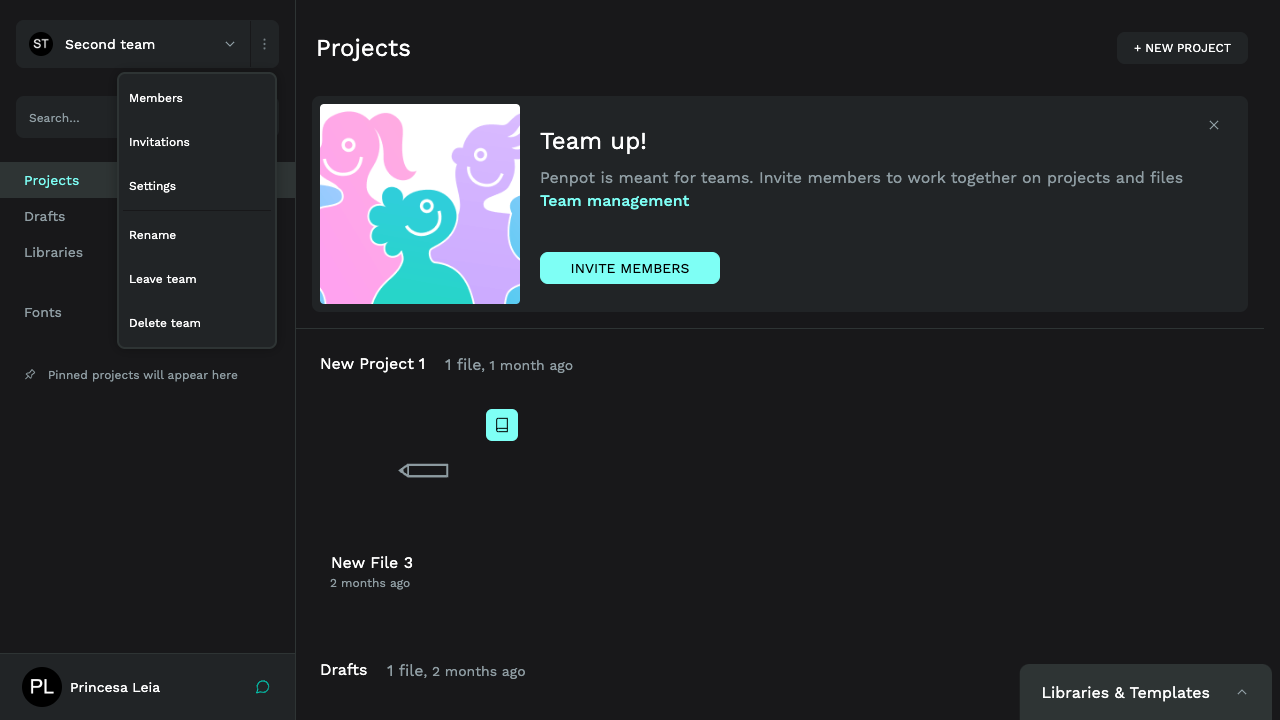 ST Second team
Members
Invitations
Settings
Rename
Leave team
Delete team
Search...
Projects
Drafts
Libraries
Fonts
Pinned projects will appear here
PL Princesa Leia
Projects
+ NEW PROJECT
Team up!
Penpot is meant for teams. Invite members to work together on projects and files
Team management
INVITE MEMBERS
New Project 1 1 file, 1 month ago
New File 3
2 months ago
Drafts 1 file, 2 months ago
Libraries & Templates